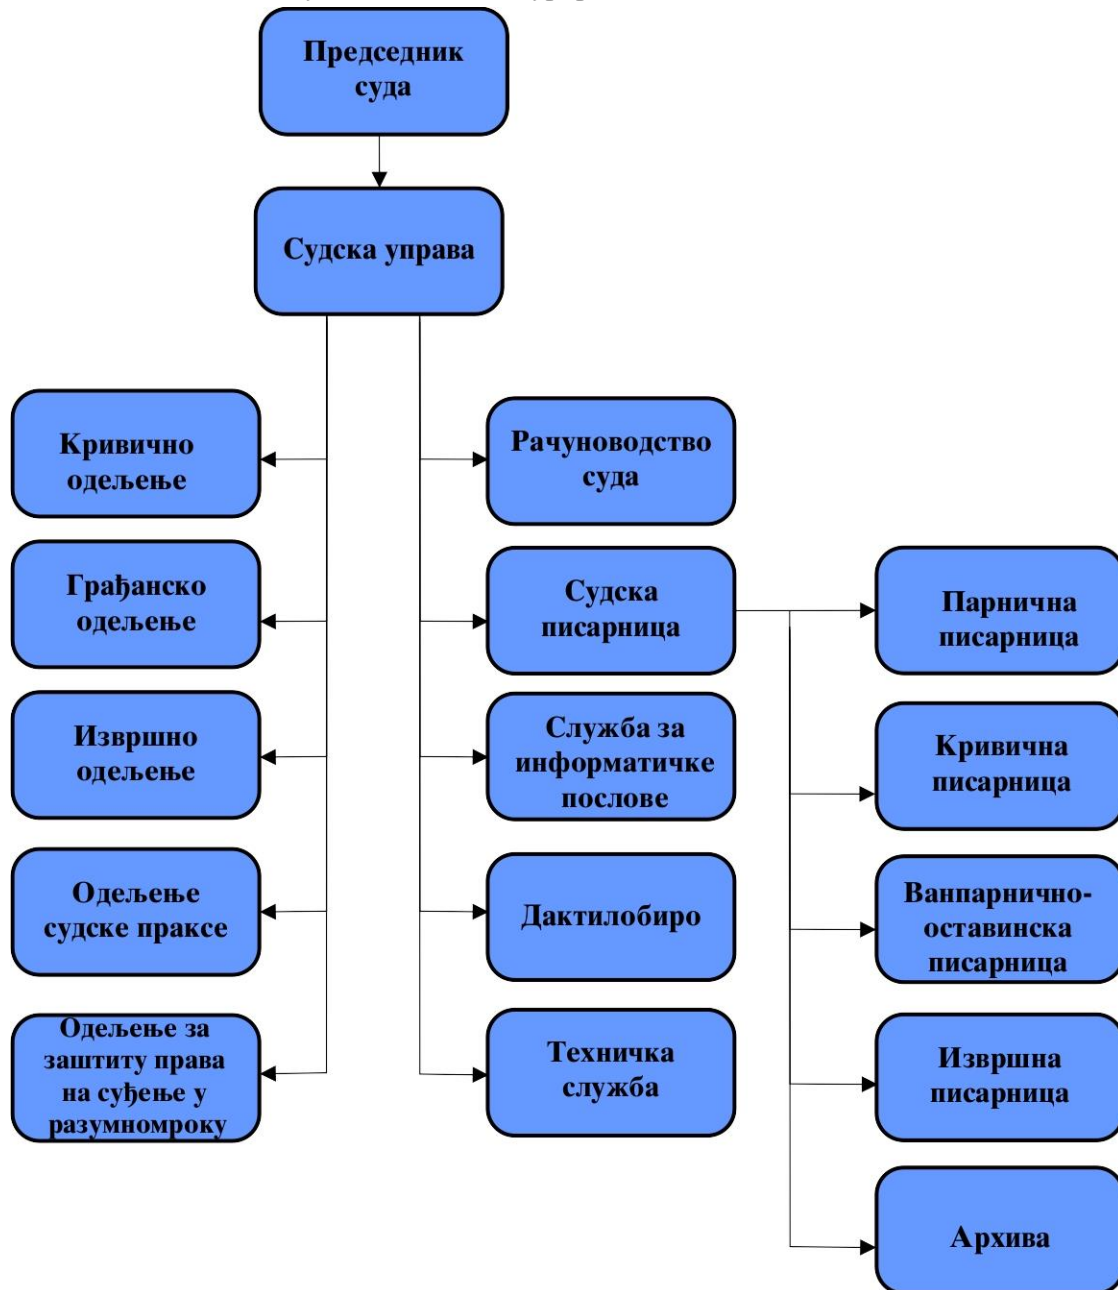 Председник
суда
Судска управа
Кривично
одељење
Грађанско
одељење
Извршно
одељење
Одељење
судске праксе
Одељење за
заштиту права
на суђење у
разумномроку
Рачуноводство
суда
Судска
писарница
Служба за
информатичке
послове
Дактилобиро
Техничка
служба
Парнична
писарница
Кривична
писарница
Ванпарнично-
оставинска
писарница
Извршна
писарница
Архива